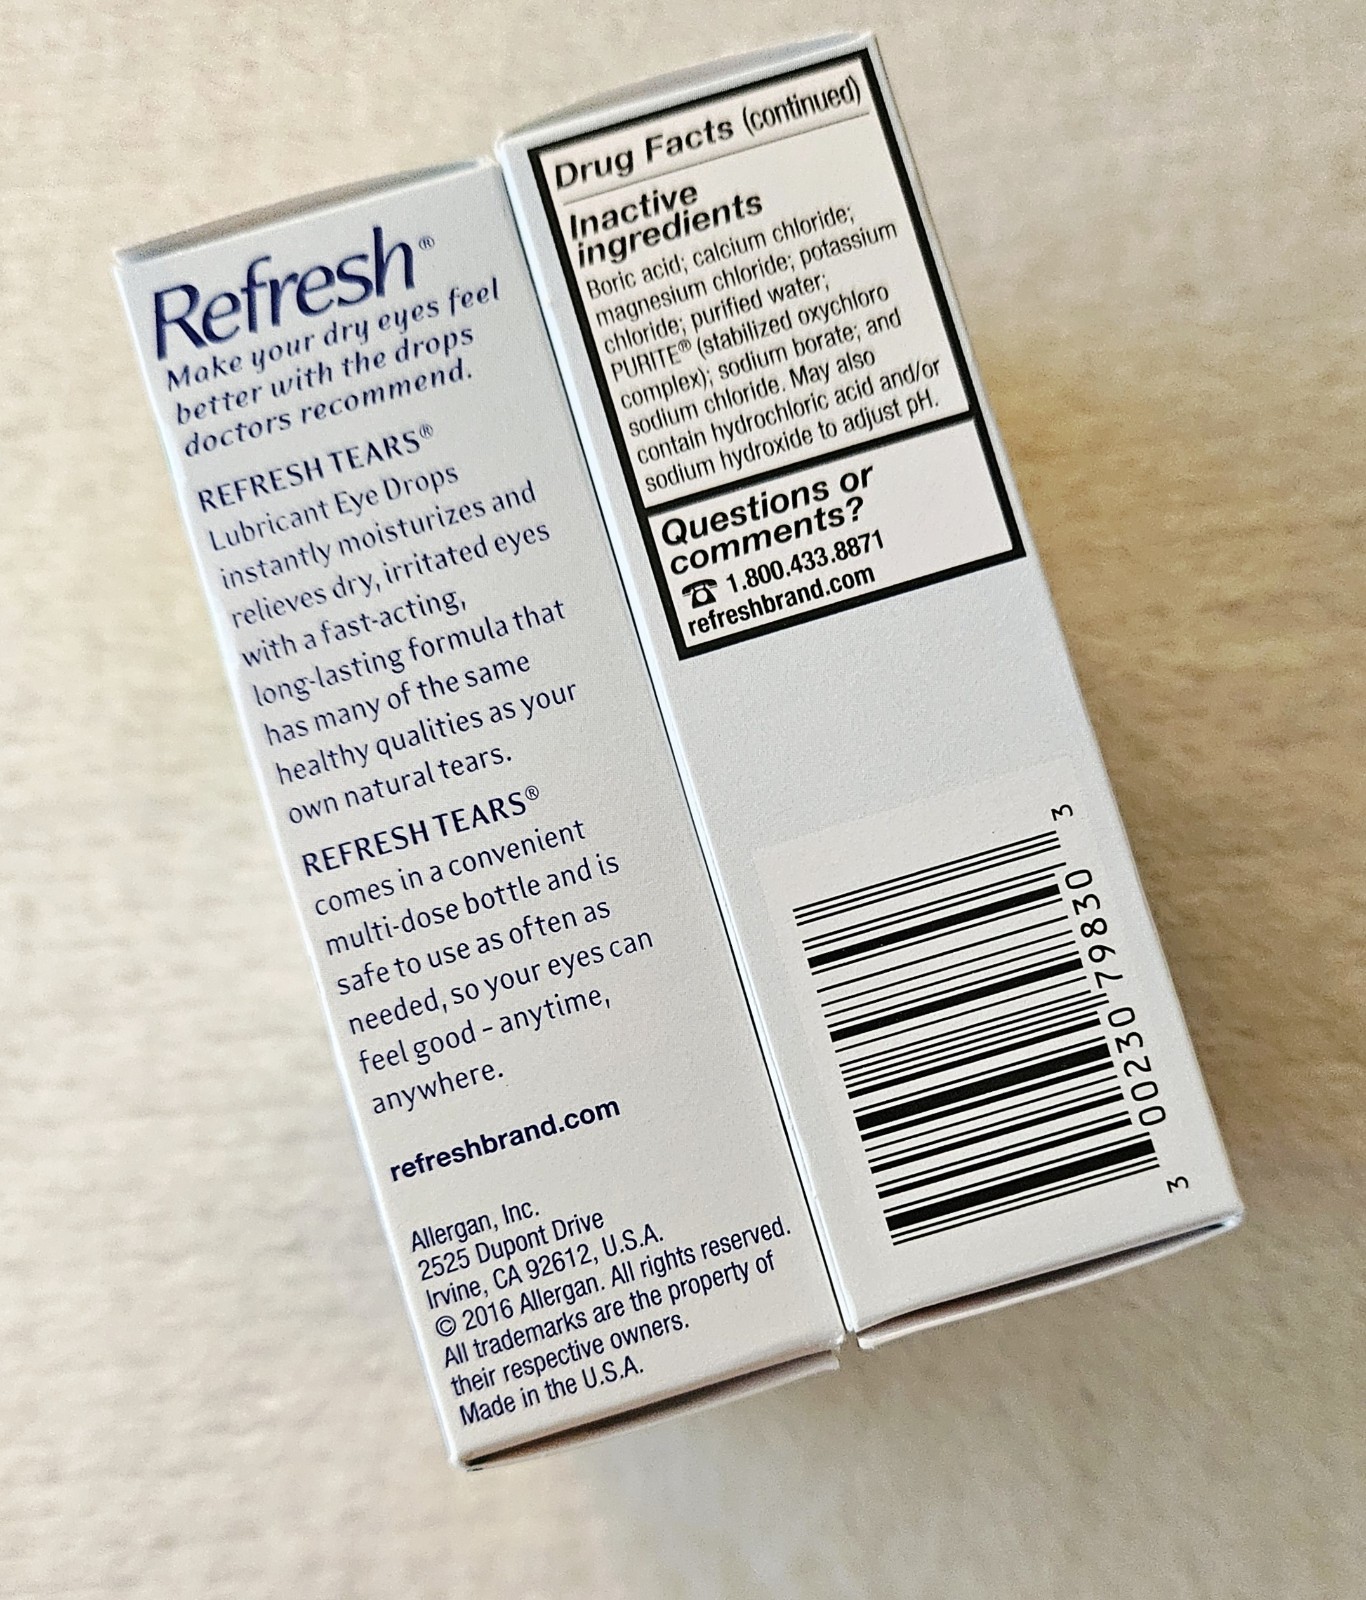 Refresh®
Make your dry eyes feel
better with the drops
doctors recommend.
REFRESH TEARS®
Lubricant Eye Drops
instantly moisturizes and
relieves dry, irritated eyes
with a fast-acting,
long-lasting formula that
has many of the same
healthy qualities as your
own natural tears.
REFRESH TEARS®
comes in a convenient
multi-dose bottle and is
safe to use as often as
needed, so your eyes can
feel good - anytime,
anywhere.
refreshbrand.com
Allergan, Inc.
2525 Dupont Drive
Irvine, CA 92612, U.S.A.
© 2016 Allergan. All rights reserved.
All trademarks are the property of
their respective owners.
Made in the U.S.A.
Drug Facts (continued)
Inactive
ingredients
Boric acid; calcium chloride;
magnesium chloride; potassium
chloride; purified water;
PURITE® (stabilized oxychloro
complex); sodium borate; and
sodium chloride. May also
contain hydrochloric acid and/or
sodium hydroxide to adjust pH.
Questions or
comments?
☎ 1.800.433.8871
refreshbrand.com
3 00230 79830 3